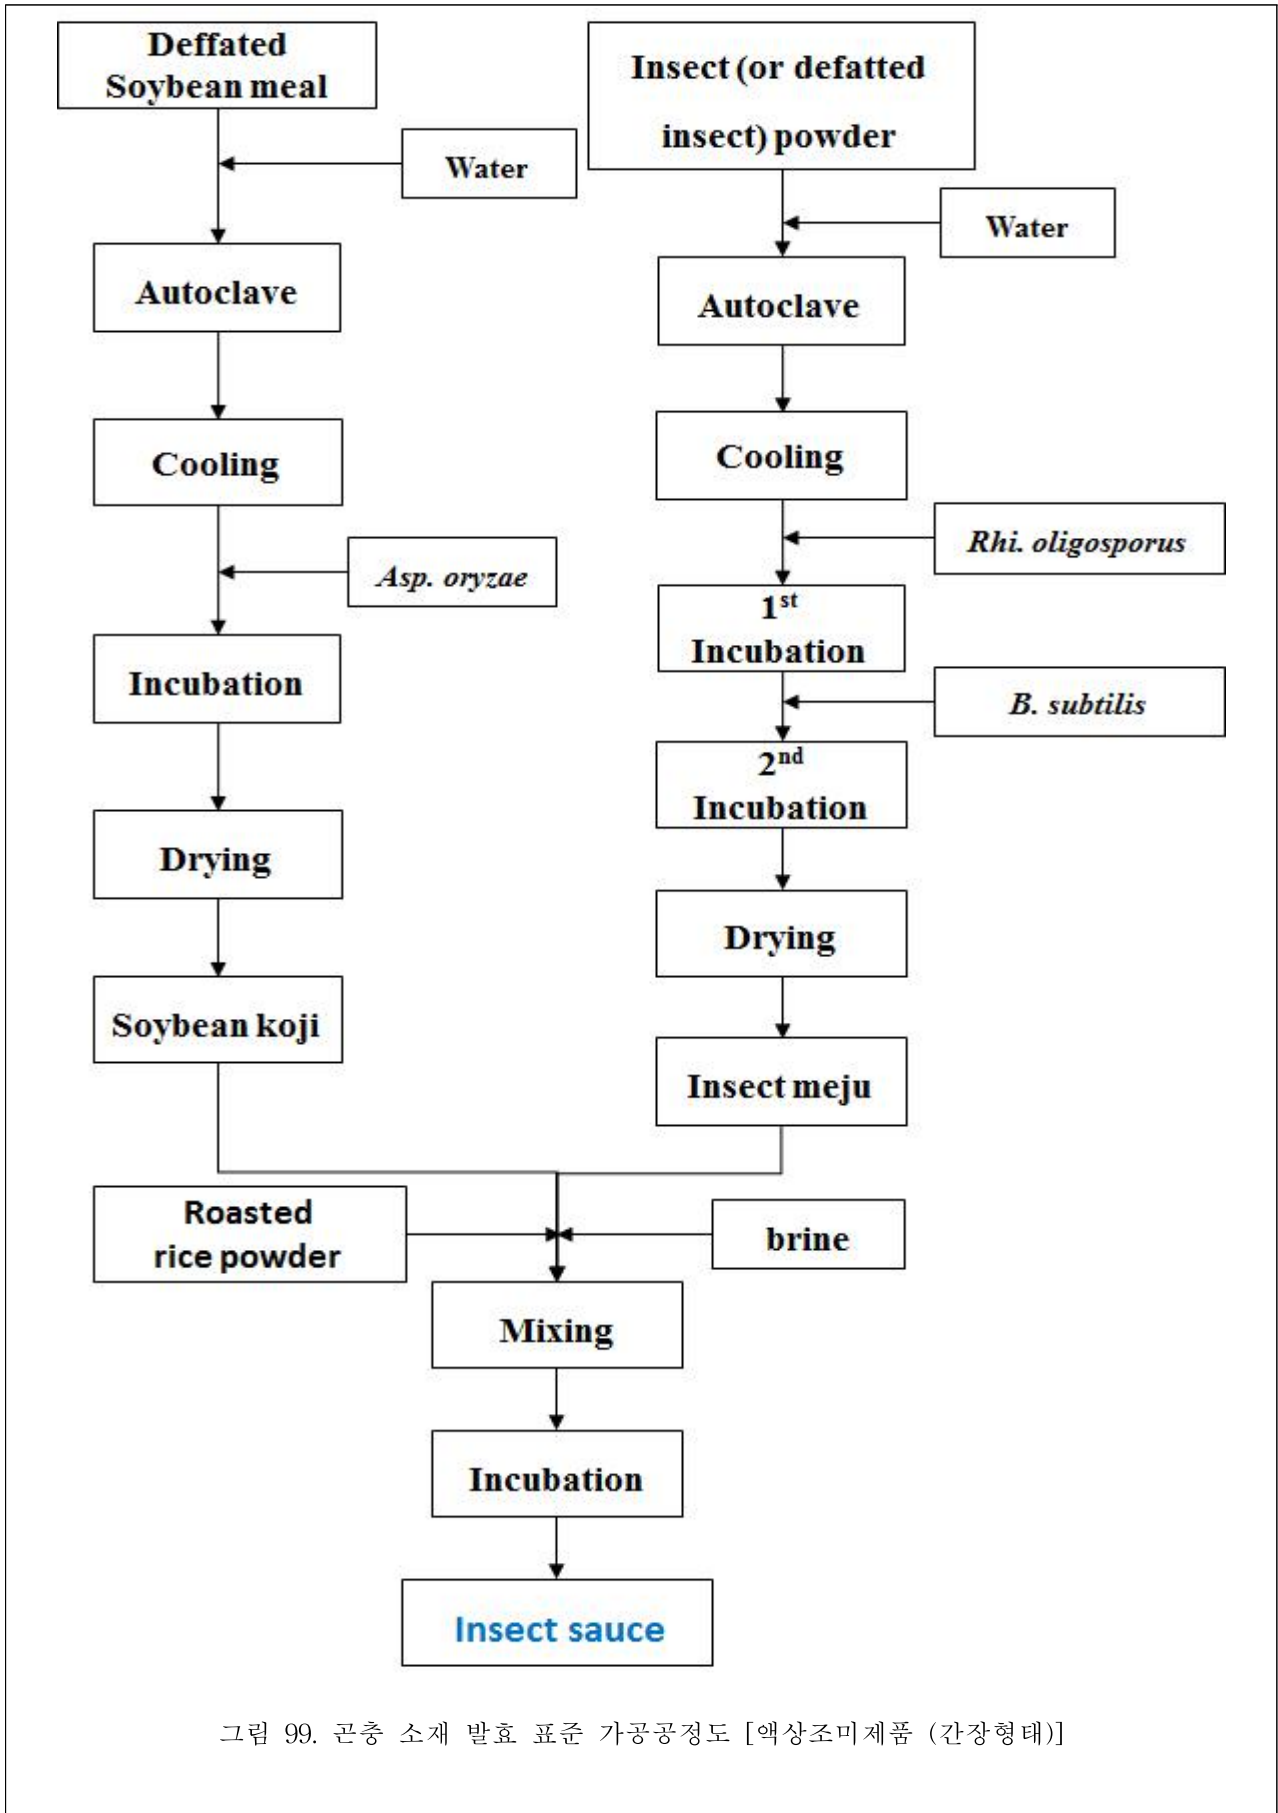 Deffated
Soybean meal
Water
Autoclave
Cooling
Asp. oryzae
Incubation
Drying
Soybean koji
Insect (or defatted
insect) powder
Water
Autoclave
Cooling
Rhi. oligosporus
1st
Incubation
B. subtilis
2nd
Incubation
Drying
Insect meju
Roasted
rice powder
brine
Mixing
Incubation
Insect sauce
그림 99. 곤충 소재 발효 표준 가공공정도 [액상조미제품 (간장형태)]